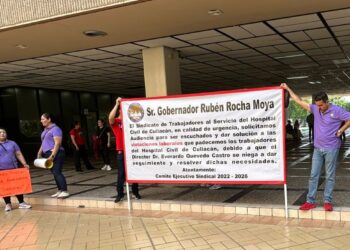 Sr. Gobernador Rubén Rocha Moya
El Sindicato de Trabajadores al Servicio del Hospital
Civil de Culiacán, en calidad de urgencia, solicitamos
Audiencia para ser escuchados y dar solución a las
violaciones laborales que padecemos los trabajadores
del Hospital Civil de Culiacán, debido a que el
Director Dr. Everardo Quevedo Castro se niega a dar
seguimiento y resolver dichas necesidades.
Atentamente:
Comité Ejecutivo Sindical 2022 - 2026